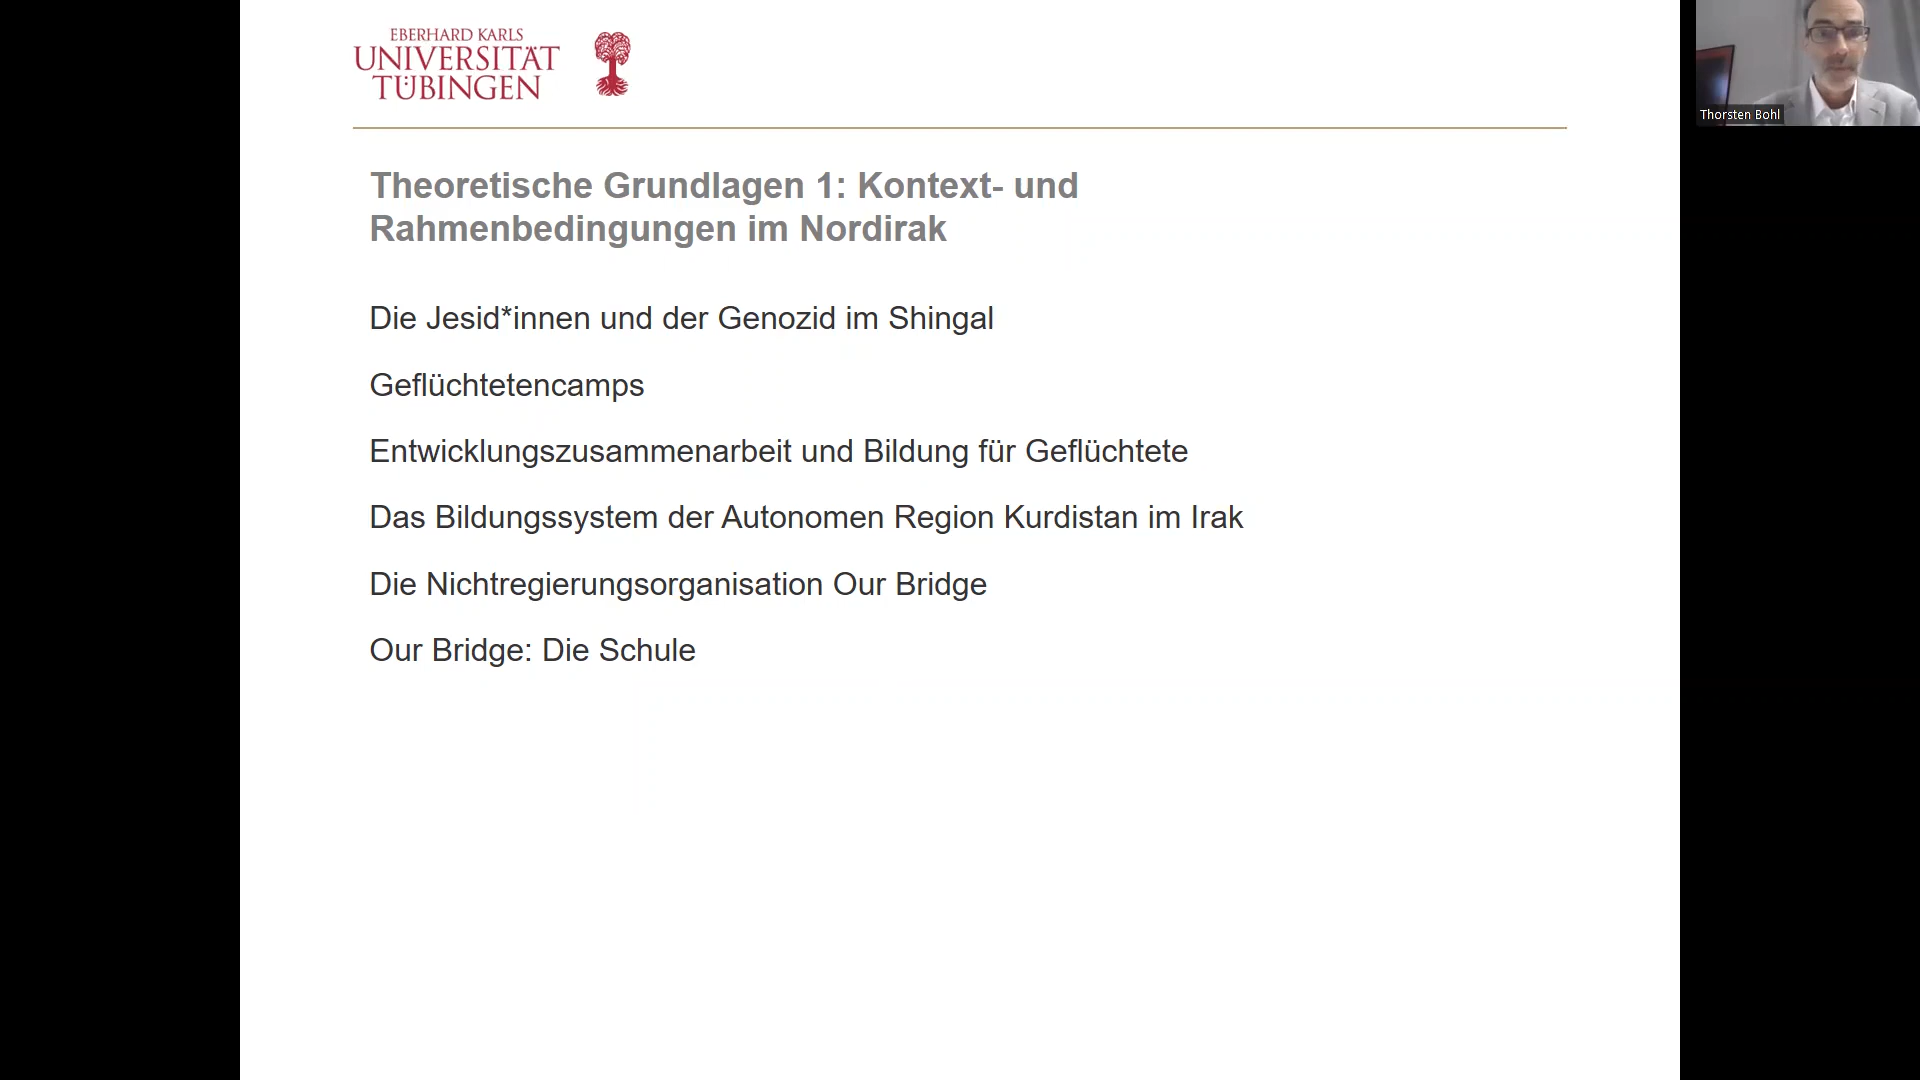 EBERHARD KARLS
UNIVERSITÄT
TÜBINGEN
Thorsten Bohl
Theoretische Grundlagen 1: Kontext- und
Rahmenbedingungen im Nordirak
Die Jesid*innen und der Genozid im Shingal
Geflüchtetencamps
Entwicklungszusammenarbeit und Bildung für Geflüchtete
Das Bildungssystem der Autonomen Region Kurdistan im Irak
Die Nichtregierungsorganisation Our Bridge
Our Bridge: Die Schule